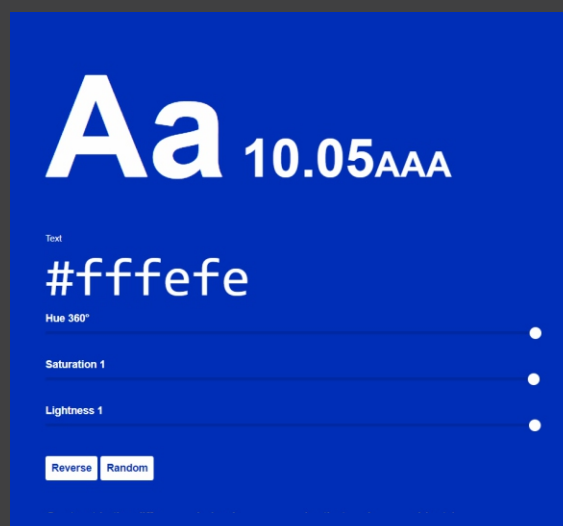 Aa 10.05AAA
Text
#fffefe
Hue 360°
Saturation 1
Lightness 1
Reverse Random